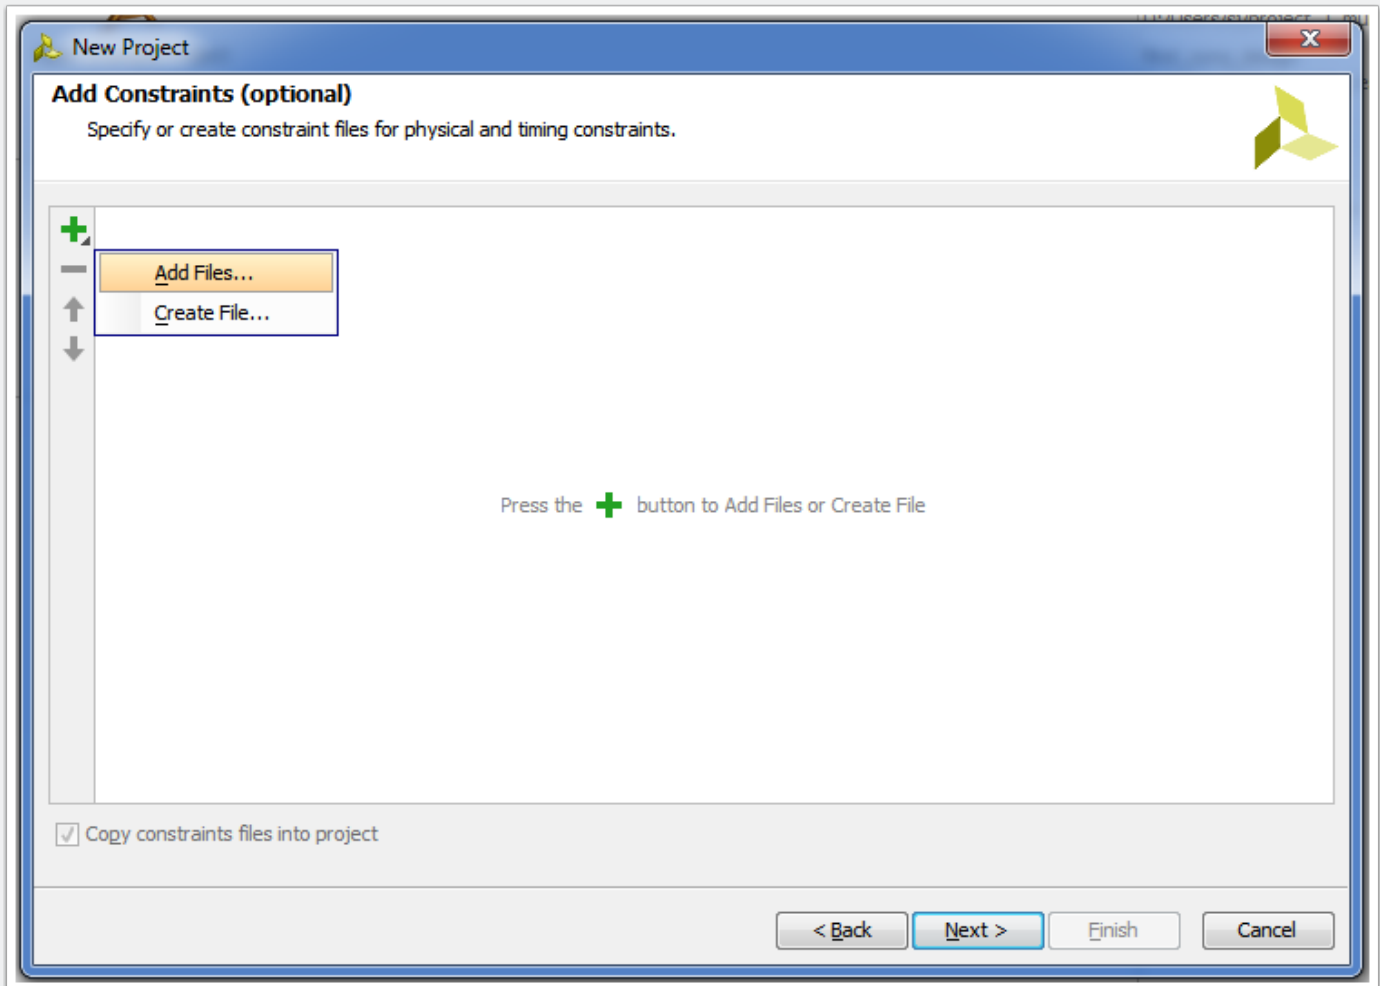 New Project
Add Constraints (optional)
Specify or create constraint files for physical and timing constraints.
Add Files...
Create File...
Press the button to Add Files or Create File
Copy constraints files into project
< Back
Next >
Finish
Cancel